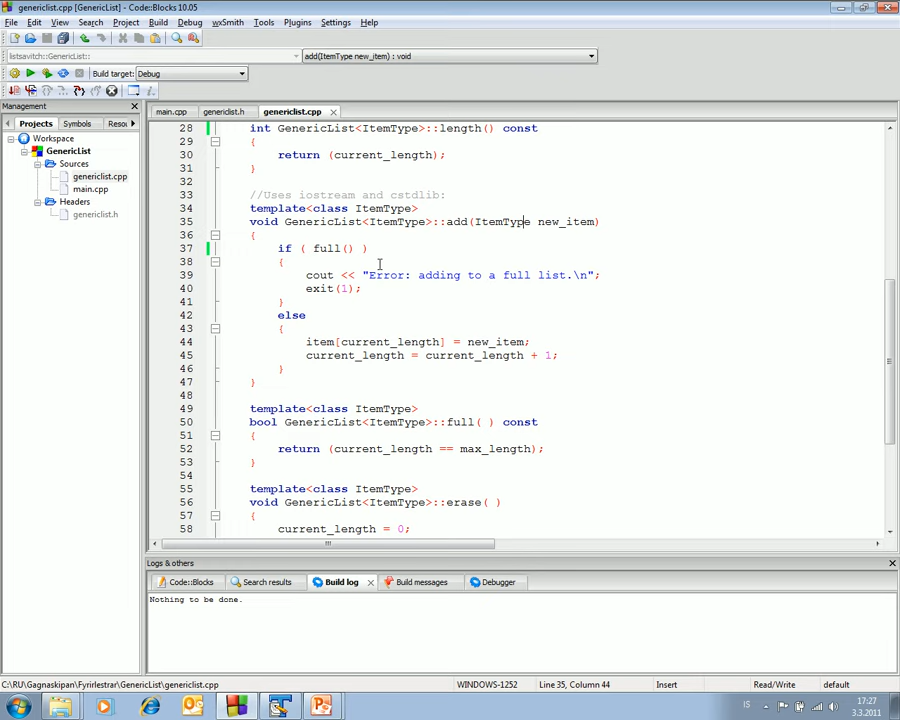 genericlist.cpp [GenericList] - Code::Blocks 10.05
File Edit View Search Project Build Debug wxSmith Tools Plugins Settings Help
listsavitch::GenericList:: add(ItemType new_item) : void
Build target: Debug
Management
Projects Symbols Resou
main.cpp genericlist.h genericlist.cpp
Workspace
GenericList
Sources
genericlist.cpp
main.cpp
Headers
genericlist.h
28 int GenericList<ItemType>::length() const
29 {
30 return (current_length);
31 }
32
33 //Uses iostream and cstdlib:
34 template<class ItemType>
35 void GenericList<ItemType>::add(ItemType new_item)
36 {
37 if ( full() )
38 {
39 cout << "Error: adding to a full list.\n";
40 exit(1);
41 }
42 else
43 {
44 item[current_length] = new_item;
45 current_length = current_length + 1;
46 }
47 }
48
49 template<class ItemType>
50 bool GenericList<ItemType>::full( ) const
51 {
52 return (current_length == max_length);
53 }
54
55 template<class ItemType>
56 void GenericList<ItemType>::erase( )
57 {
58 current_length = 0;
Logs & others
Code::Blocks Search results Build log Build messages Debugger
Nothing to be done.
C:\RU\Gagnaskipan\Fyrirlestrar\GenericList\genericlist.cpp WINDOWS-1252 Line 35, Column 44 Insert Read/Write default
IS 17:27
3.3.2011